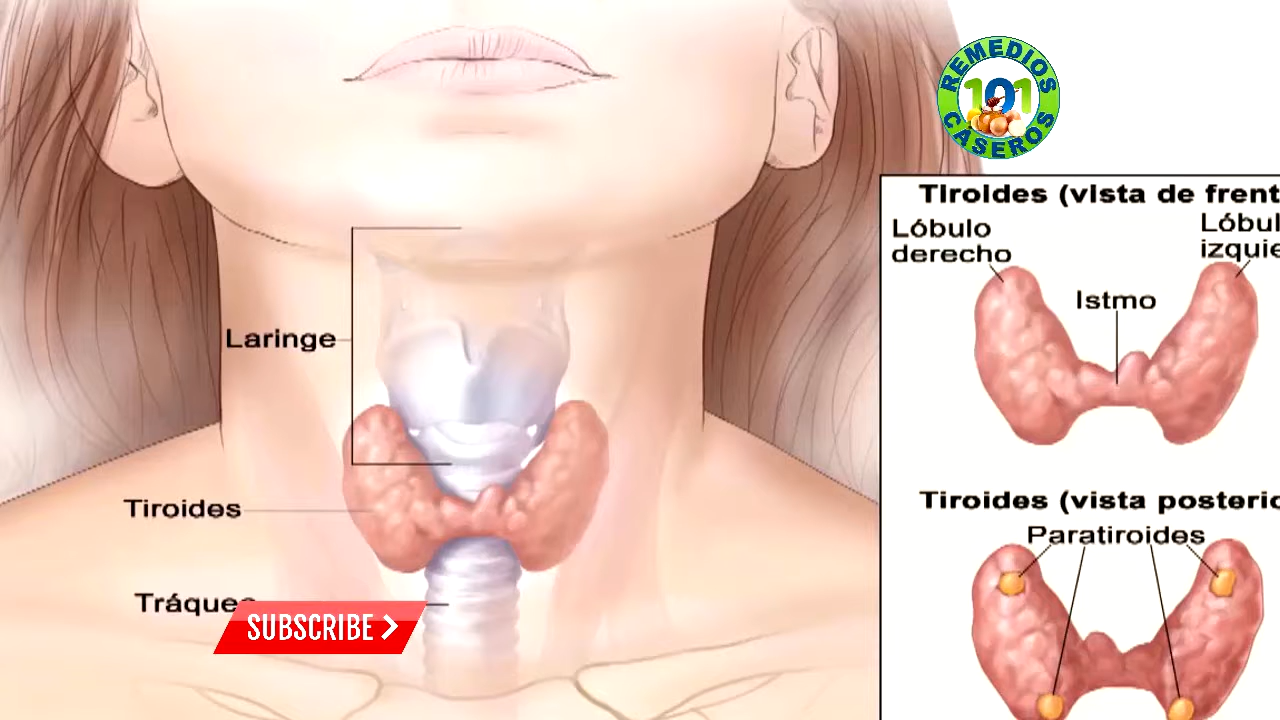 REMEDIOS
101
CASEROS
Tiroides (vista de frent
Lóbulo
derecho
Lóbul
izquie
Istmo
Laringe
Tiroides
Tráquea
SUBSCRIBE
Tiroides (vista posterio
Paratiroides